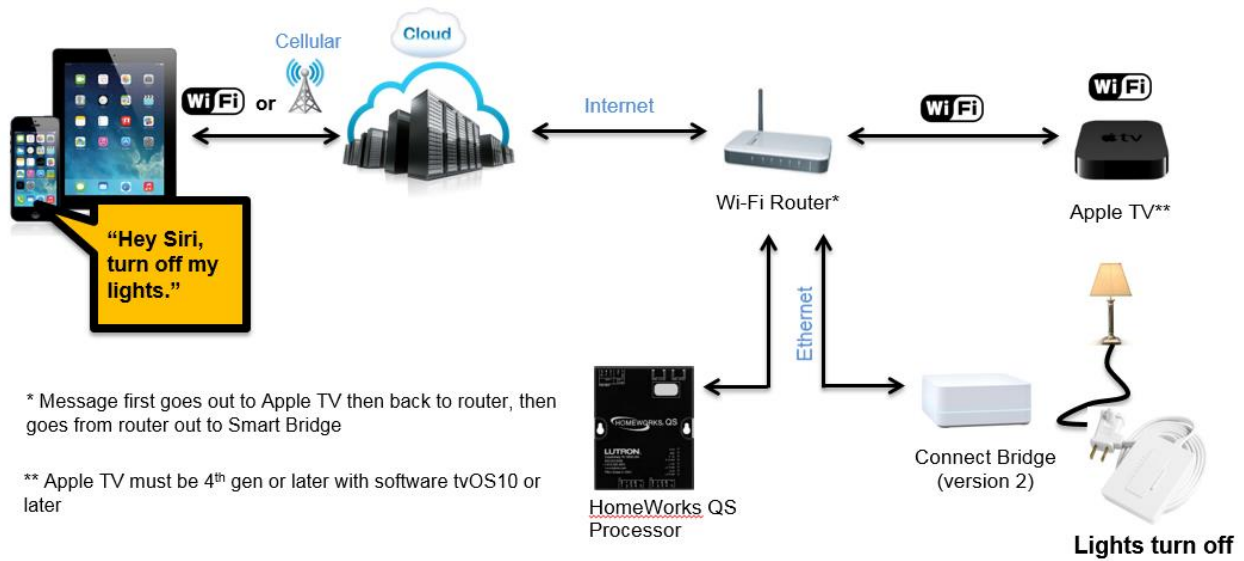 Cellular
Cloud
WiFi
or
Internet
WiFi
WiFi
tv
Wi-Fi Router*
Apple TV**
“Hey Siri,
turn off my
lights.”
Ethernet
* Message first goes out to Apple TV then back to router, then
goes from router out to Smart Bridge
** Apple TV must be 4th gen or later with software tvOS10 or
later
HOMEWORKS QS
LUTRON
HomeWorks QS
Processor
Connect Bridge
(version 2)
Lights turn off